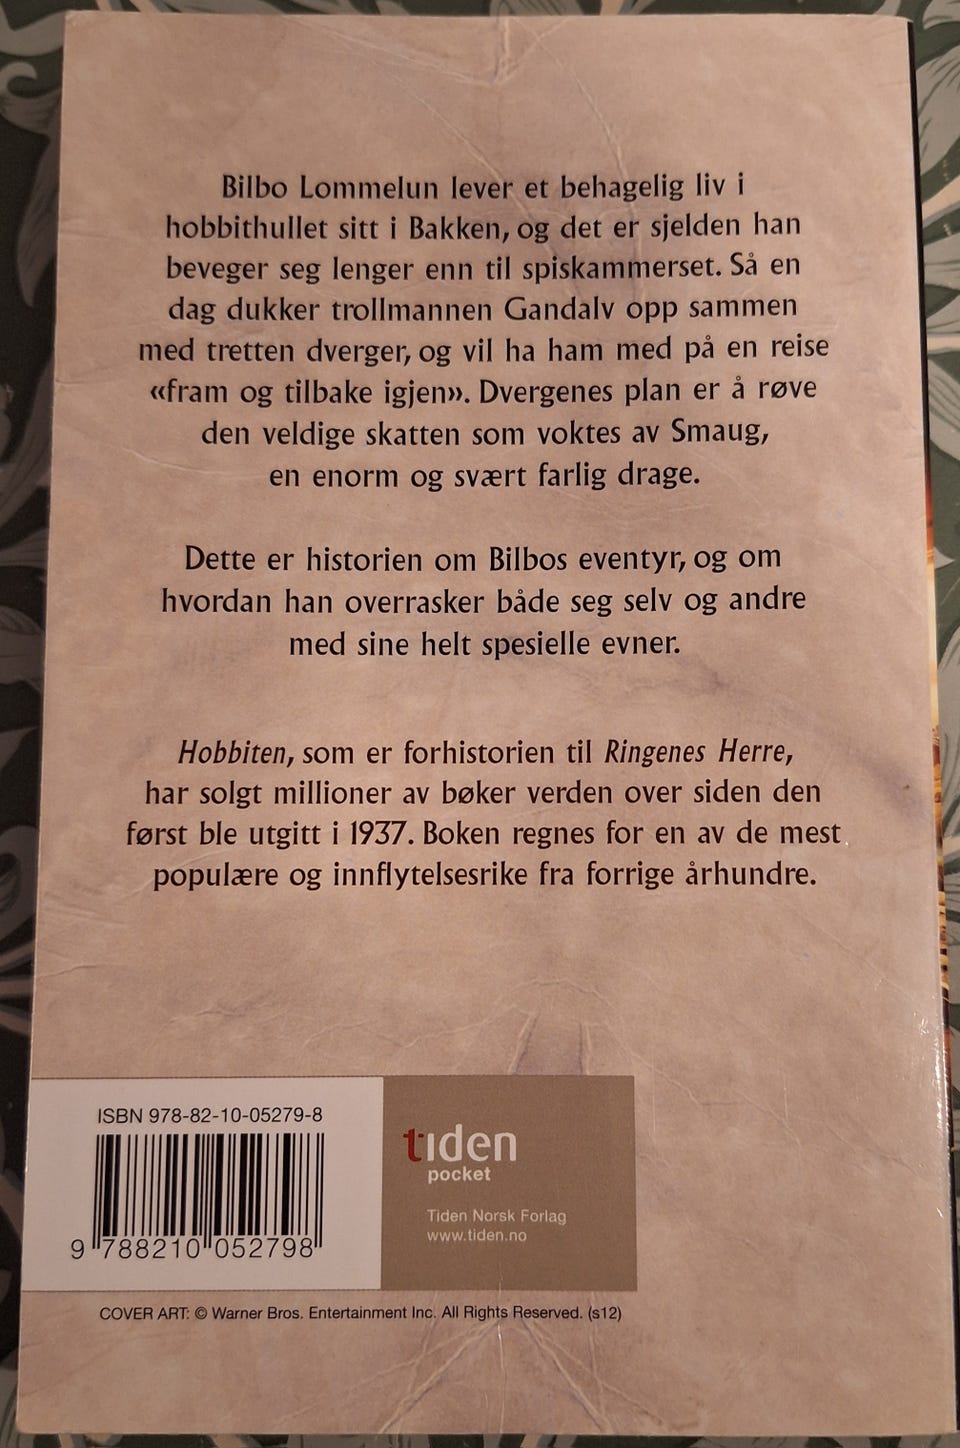 Bilbo Lommelun lever et behagelig liv i
hobbithullet sitt i Bakken, og det er sjelden han
beveger seg lenger enn til spiskammerset. Så en
dag dukker trollmannen Gandalv opp sammen
med tretten dverger, og vil ha ham med på en reise
«fram og tilbake igjen». Dvergenes plan er å røve
den veldige skatten som voktes av Smaug,
en enorm og svært farlig drage.
Dette er historien om Bilbos eventyr, og om
hvordan han overrasker både seg selv og andre
med sine helt spesielle evner.
Hobbiten, som er forhistorien til Ringenes Herre,
har solgt millioner av bøker verden over siden den
først ble utgitt i 1937. Boken regnes for en av de mest
populære og innflytelsesrike fra forrige århundre.
ISBN 978-82-10-05279-8
9 788210 052798
tiden
pocket
Tiden Norsk Forlag
www.tiden.no
COVER ART: © Warner Bros. Entertainment Inc. All Rights Reserved. (s12)